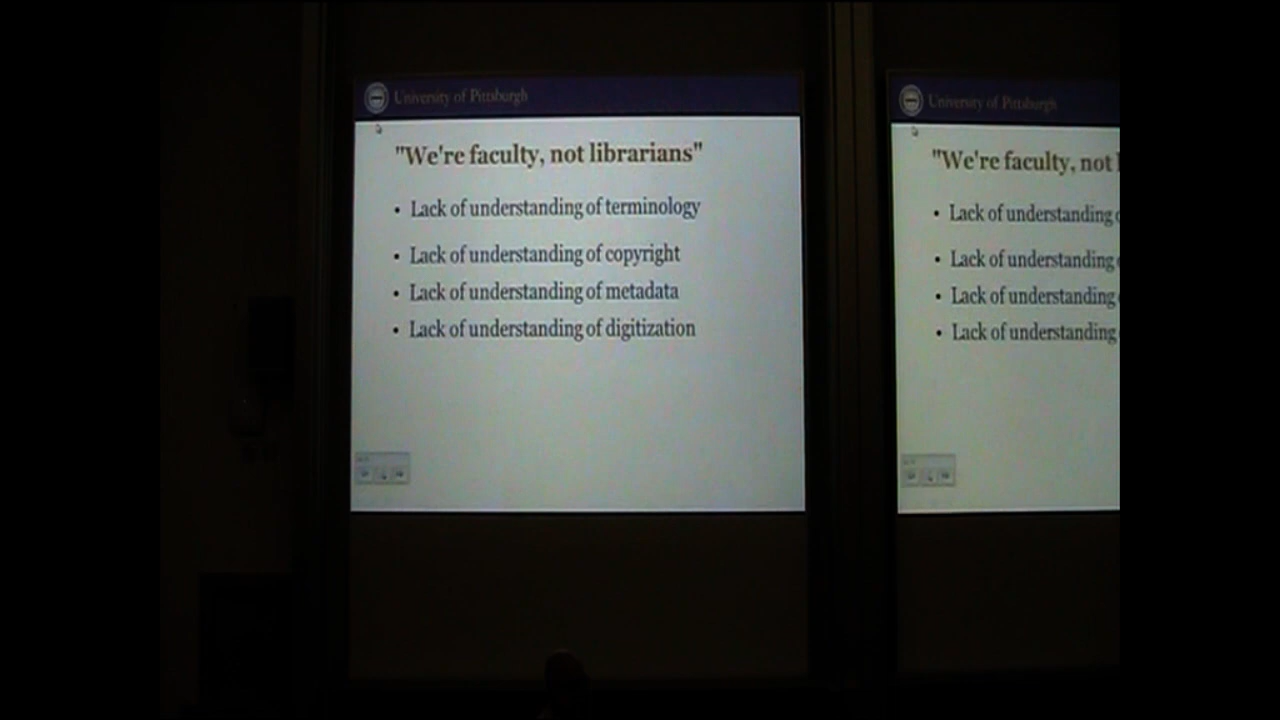 University of Pittsburgh
"We're faculty, not librarians"
• Lack of understanding of terminology
• Lack of understanding of copyright
• Lack of understanding of metadata
• Lack of understanding of digitization
University of Pittsburgh
"We're faculty, not
• Lack of understanding
• Lack of understanding
• Lack of understanding
• Lack of understanding